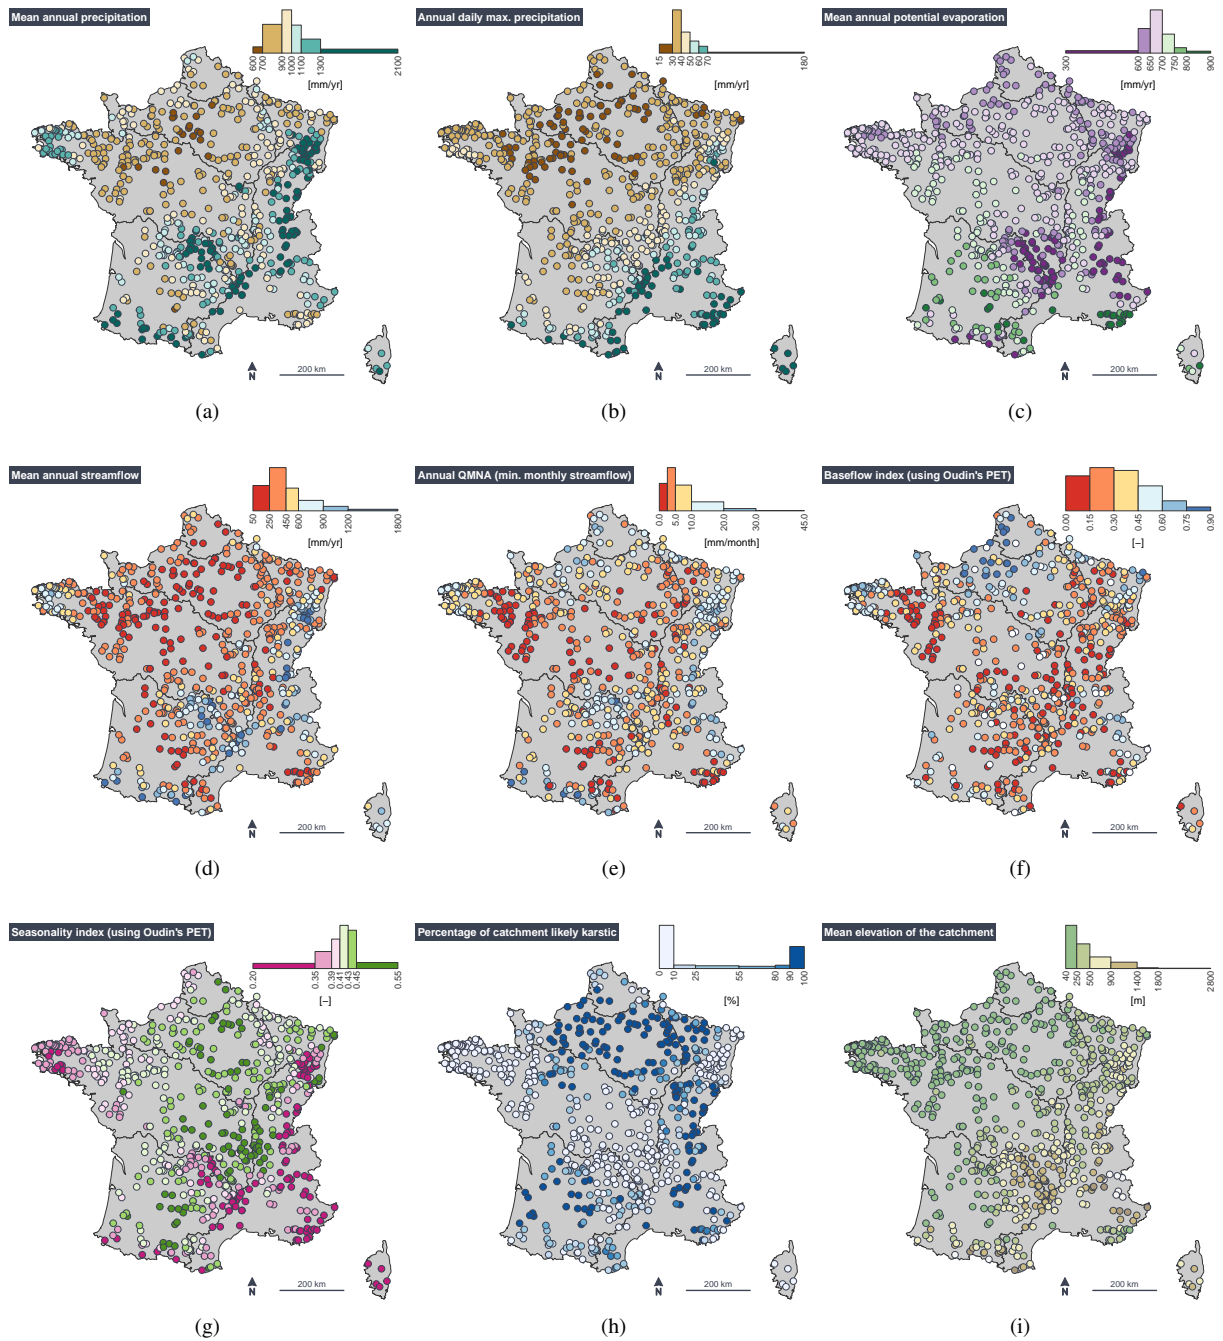 Mean annual precipitation
600 700 900 1000 1100 1300 2100
[mm/yr]
N
200 km
(a)
Annual daily max. precipitation
15 30 40 50 60 70 180
[mm/yr]
N
200 km
(b)
Mean annual potential evaporation
300 600 650 700 750 800 900
[mm/yr]
N
200 km
(c)
Mean annual streamflow
50 250 450 600 900 1200 1800
[mm/yr]
N
200 km
(d)
Annual QMNA (min. monthly streamflow)
0.0 5.0 10.0 20.0 30.0 45.0
[mm/month]
N
200 km
(e)
Baseflow index (using Oudin's PET)
0.00 0.15 0.30 0.45 0.60 0.75 0.90
[−]
N
200 km
(f)
Seasonality index (using Oudin's PET)
0.20 0.35 0.39 0.41 0.43 0.45 0.55
[−]
N
200 km
(g)
Percentage of catchment likely karstic
0 10 25 55 80 90 100
[%]
N
200 km
(h)
Mean elevation of the catchment
40 250 500 900 1400 1800 2800
[m]
N
200 km
(i)